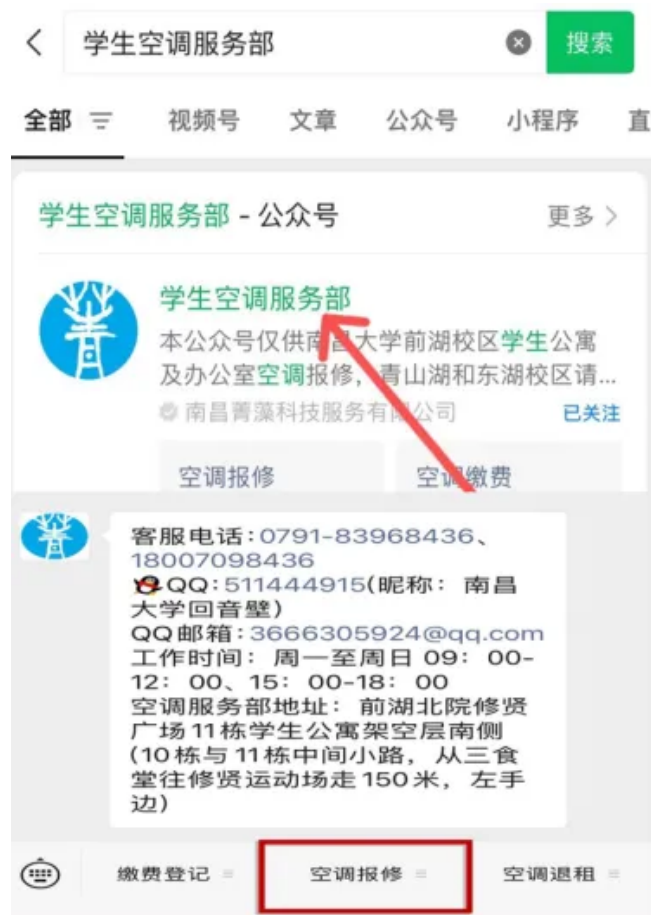 学生空调服务部
搜索
全部 视频号 文章 公众号 小程序 直
学生空调服务部 - 公众号 更多
学生空调服务部
本公众号仅供南昌大学前湖校区学生公寓
及办公室空调报修，青山湖和东湖校区请...
南昌菁藻科技服务有限公司 已关注
空调报修 空调缴费
客服电话:0791-83968436、
18007098436
QQ:511444915(昵称：南昌
大学回音壁)
QQ邮箱:3666305924@qq.com
工作时间：周一至周日 09：00-
12：00、15：00-18：00
空调服务部地址：前湖北院修贤
广场11栋学生公寓架空层南侧
(10栋与11栋中间小路，从三食
堂往修贤运动场走150米，左手
边)
缴费登记 空调报修 空调退租